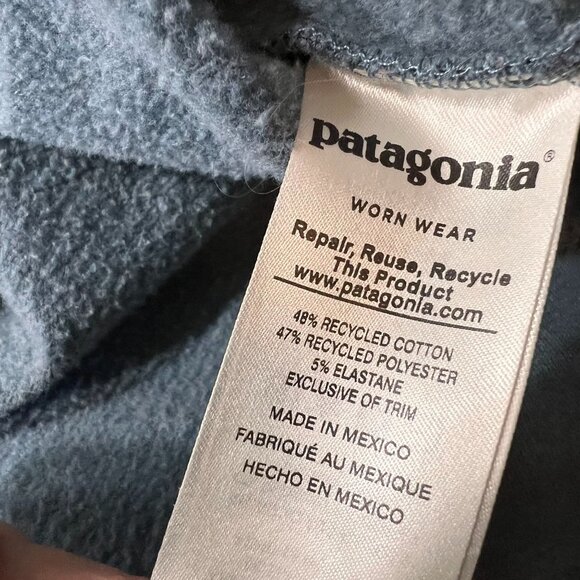 patagonia®
WORN WEAR
Repair, Reuse, Recycle
This Product
www.patagonia.com
48% RECYCLED COTTON
47% RECYCLED POLYESTER
5% ELASTANE
EXCLUSIVE OF TRIM
MADE IN MEXICO
FABRIQUÉ AU MEXIQUE
HECHO EN MEXICO